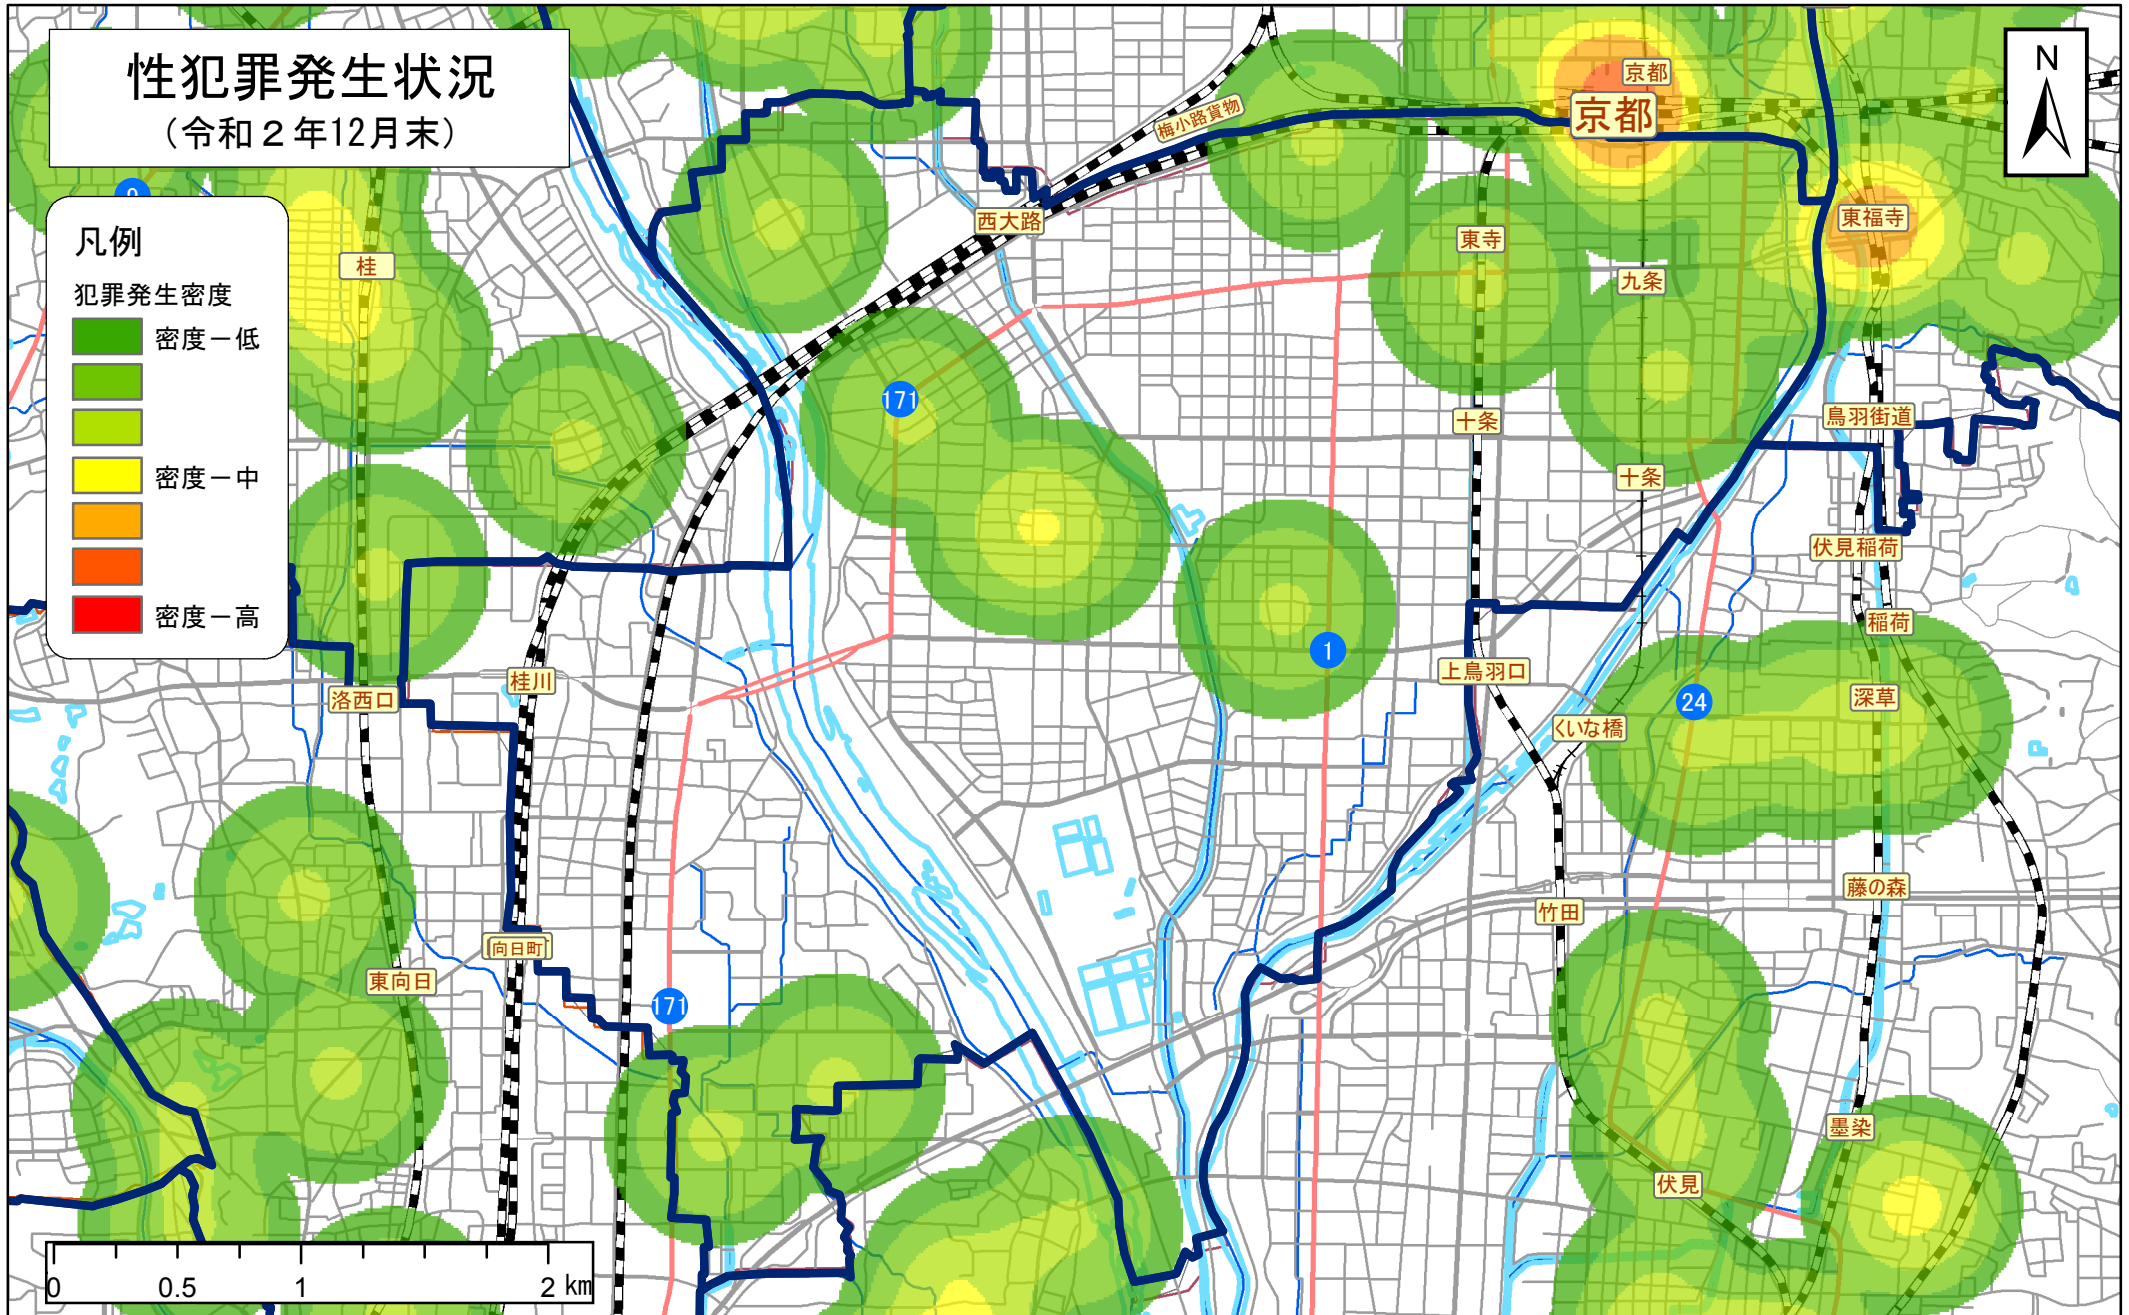 性犯罪発生状況
（令和２年12月末）
N
凡例
犯罪発生密度
密度－低
密度－中
密度－高
京都
京都
梅小路貨物
西大路
東寺
東福寺
九条
桂
171
十条
鳥羽街道
十条
伏見稲荷
稲荷
1
上鳥羽口
24
深草
くいな橋
桂川
洛西口
藤の森
竹田
向日町
東向日
171
墨染
伏見
0
0.5
1
2 km